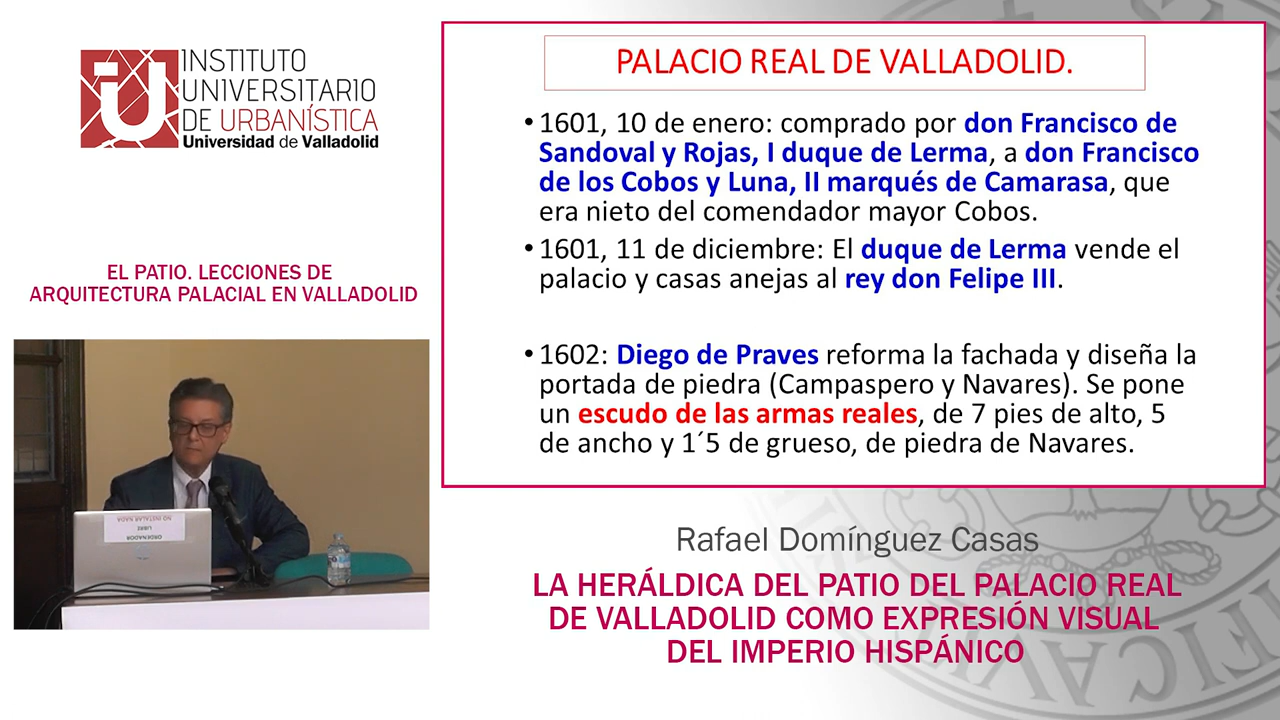 INSTITUTO
UNIVERSITARIO
DE URBANÍSTICA
Universidad de Valladolid
EL PATIO. LECCIONES DE
ARQUITECTURA PALACIAL EN VALLADOLID
ORDENADOR
LIBRE
NO INSTALAR NADA
PALACIO REAL DE VALLADOLID.
• 1601, 10 de enero: comprado por don Francisco de
Sandoval y Rojas, I duque de Lerma, a don Francisco
de los Cobos y Luna, II marqués de Camarasa, que
era nieto del comendador mayor Cobos.
• 1601, 11 de diciembre: El duque de Lerma vende el
palacio y casas anejas al rey don Felipe III.
• 1602: Diego de Praves reforma la fachada y diseña la
portada de piedra (Campaspero y Navares). Se pone
un escudo de las armas reales, de 7 pies de alto, 5
de ancho y 1´5 de grueso, de piedra de Navares.
Rafael Domínguez Casas
LA HERÁLDICA DEL PATIO DEL PALACIO REAL
DE VALLADOLID COMO EXPRESIÓN VISUAL
DEL IMPERIO HISPÁNICO